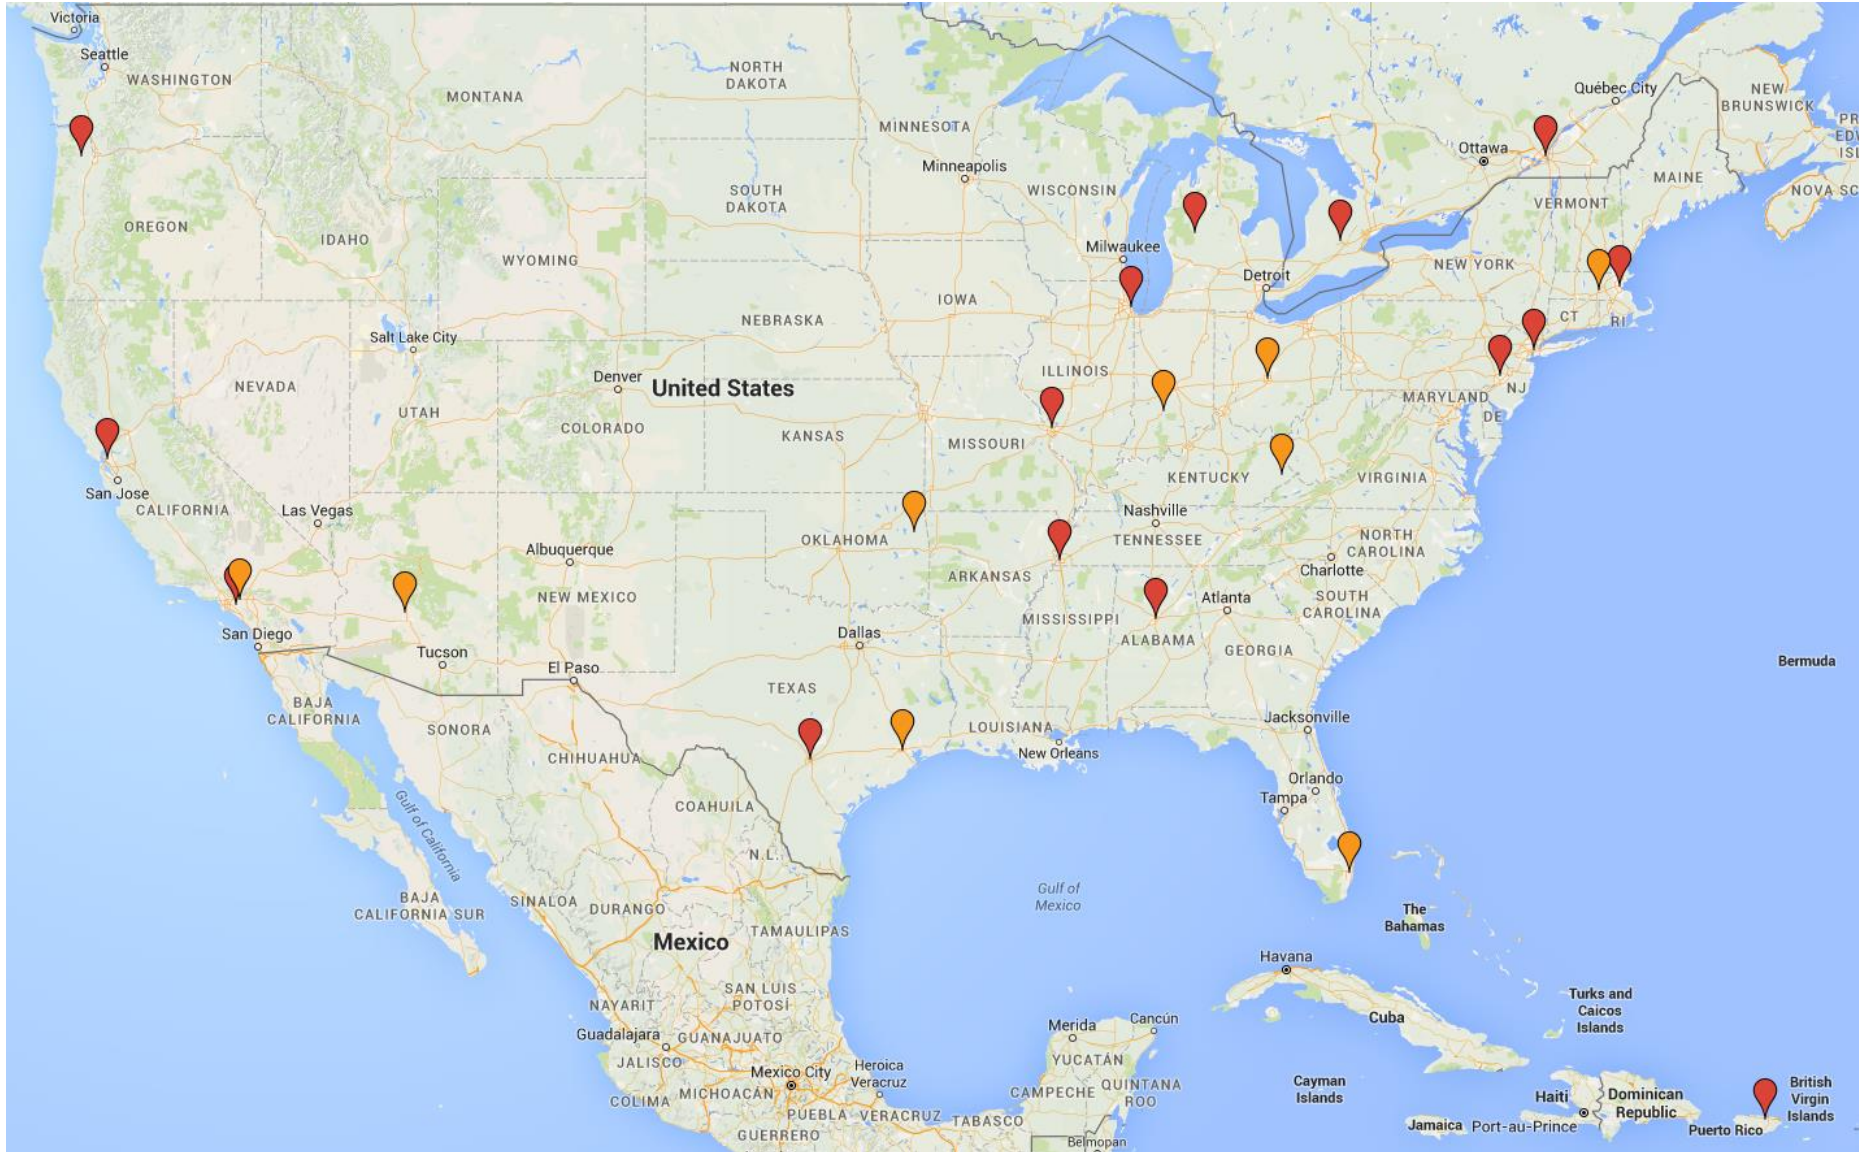 Victoria
Seattle
WASHINGTON
MONTANA
NORTH
DAKOTA
MINNESOTA
Minneapolis
SOUTH
DAKOTA
WISCONSIN
Québec City
NEW
BRUNSWICK
PR
EDW
ISL
Ottawa
MAINE
NOVA SC
VERMONT
OREGON
IDAHO
WYOMING
Milwaukee
Detroit
NEW YORK
IOWA
NEBRASKA
CT
RI
Salt Lake City
NEVADA
Denver
United States
ILLINOIS
NJ
MARYLAND
DE
UTAH
COLORADO
KANSAS
MISSOURI
KENTUCKY
VIRGINIA
San Jose
CALIFORNIA
Las Vegas
Albuquerque
OKLAHOMA
Nashville
TENNESSEE
NORTH
CAROLINA
Charlotte
ARKANSAS
NEW MEXICO
Atlanta
SOUTH
CAROLINA
MISSISSIPPI
San Diego
Dallas
ALABAMA
GEORGIA
Tucson
El Paso
Bermuda
TEXAS
BAJA
CALIFORNIA
SONORA
LOUISIANA
Jacksonville
New Orleans
CHIHUAHUA
Orlando
Tampa
Gulf of California
COAHUILA
N.L.
BAJA
CALIFORNIA SUR
SINALOA
DURANGO
Gulf of
Mexico
The
Bahamas
Mexico
TAMAULIPAS
Havana
SAN LUIS
POTOSÍ
NAYARIT
Turks and
Caicos
Islands
Cuba
Guadalajara
GUANAJUATO
Merida
Cancún
JALISCO
Mexico City
Heroica
Veracruz
YUCATÁN
COLIMA
MICHOACÁN
CAMPECHE
QUINTANA
ROO
Cayman
Islands
Haiti
Dominican
Republic
British
Virgin
Islands
PUEBLA
VERACRUZ
TABASCO
Jamaica
Port-au-Prince
Puerto Rico
GUERRERO
Belmopan